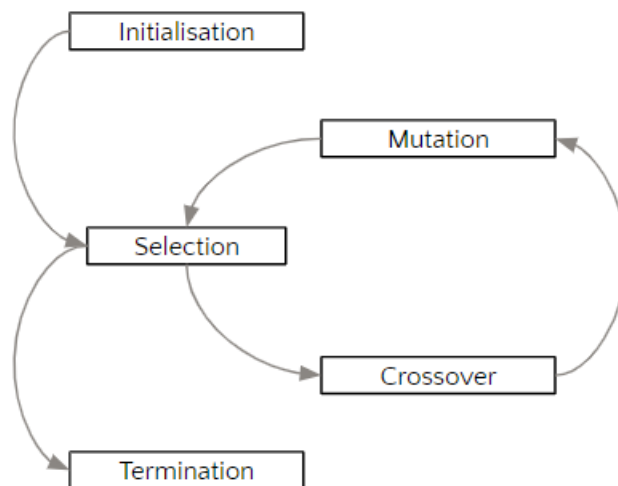 Initialisation
Mutation
Selection
Crossover
Termination